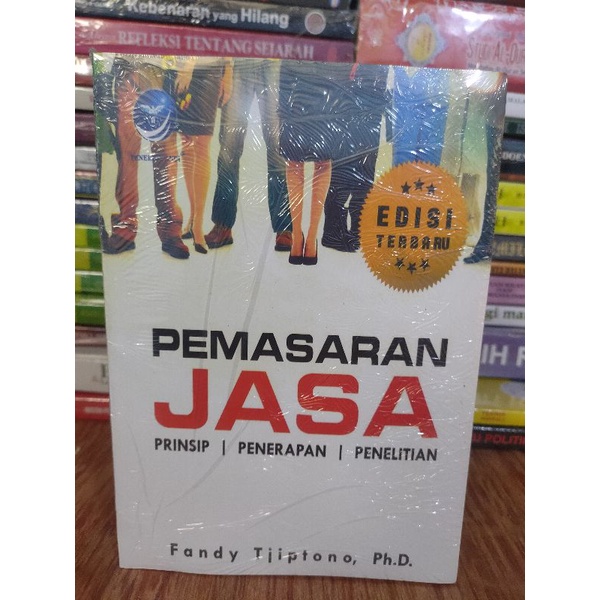 Kebenaran yang Hilang
REFLEKSI TENTANG SEJARAH
EDISI
TERBARU
PEMASARAN
JASA
PRINSIP | PENERAPAN | PENELITIAN
Fandy Tjiptono, Ph.D.